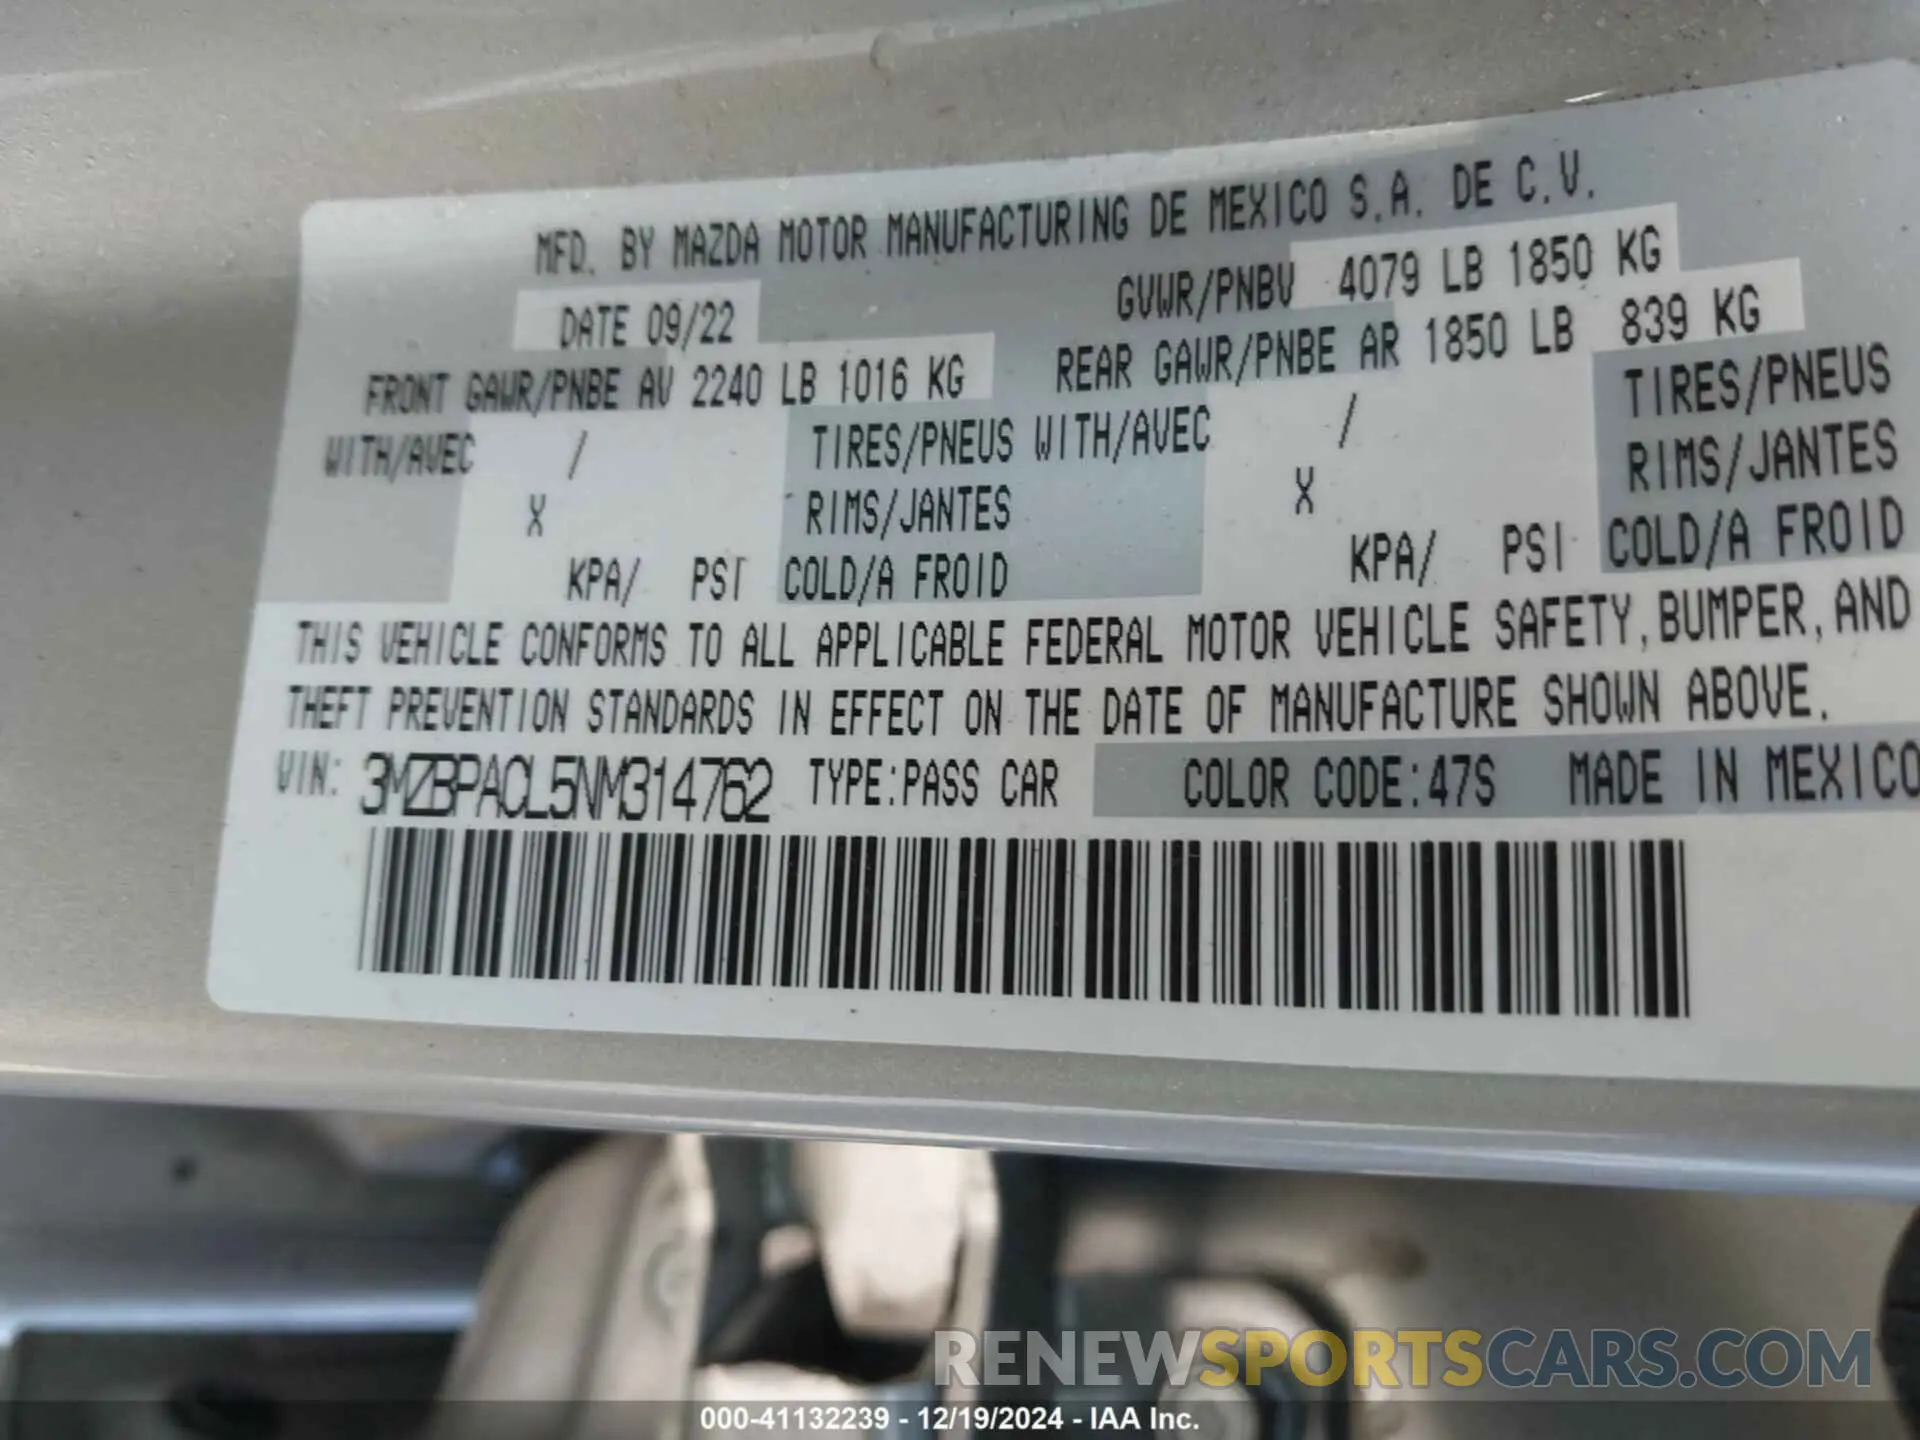 MFD. BY MAZDA MOTOR MANUFACTURING DE MEXICO S.A. DE C.V.
DATE 09/22 GVWR/PNBV 4079 LB 1850 KG
FRONT GAWR/PNBE AV 2240 LB 1016 KG REAR GAWR/PNBE AR 1850 LB 839 KG
WITH/AVEC / TIRES/PNEUS WITH/AVEC / TIRES/PNEUS
X RIMS/JANTES X RIMS/JANTES
KPA/ PSI COLD/A FROID KPA/ PSI COLD/A FROID
THIS VEHICLE CONFORMS TO ALL APPLICABLE FEDERAL MOTOR VEHICLE SAFETY, BUMPER, AND
THEFT PREVENTION STANDARDS IN EFFECT ON THE DATE OF MANUFACTURE SHOWN ABOVE.
VIN: 3MZBPACL5NM314762 TYPE:PASS CAR COLOR CODE:47S MADE IN MEXICO
RENEWSPORTSCARS.COM
000-41132239 - 12/19/2024 - IAA Inc.